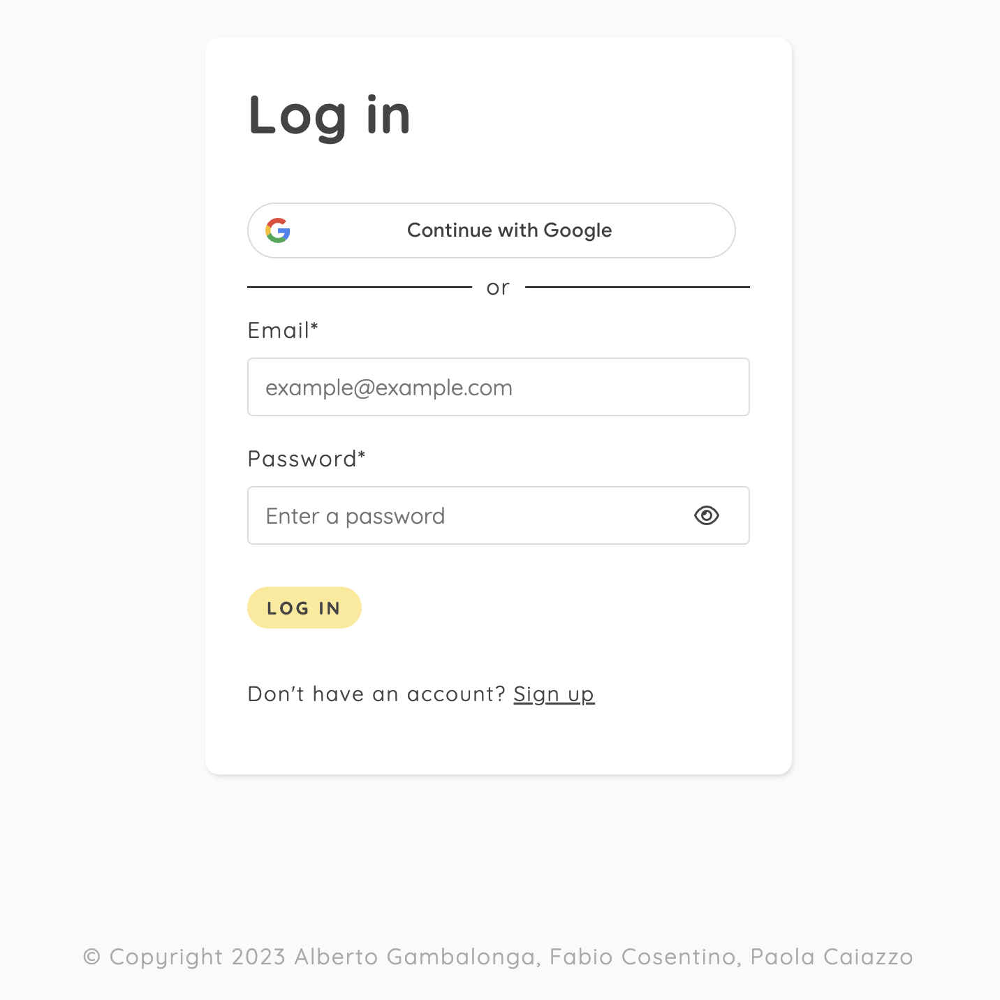 Log in
Continue with Google
or
Email*
example@example.com
Password*
Enter a password
LOG IN
Don't have an account? Sign up
© Copyright 2023 Alberto Gambalonga, Fabio Cosentino, Paola Caiazzo